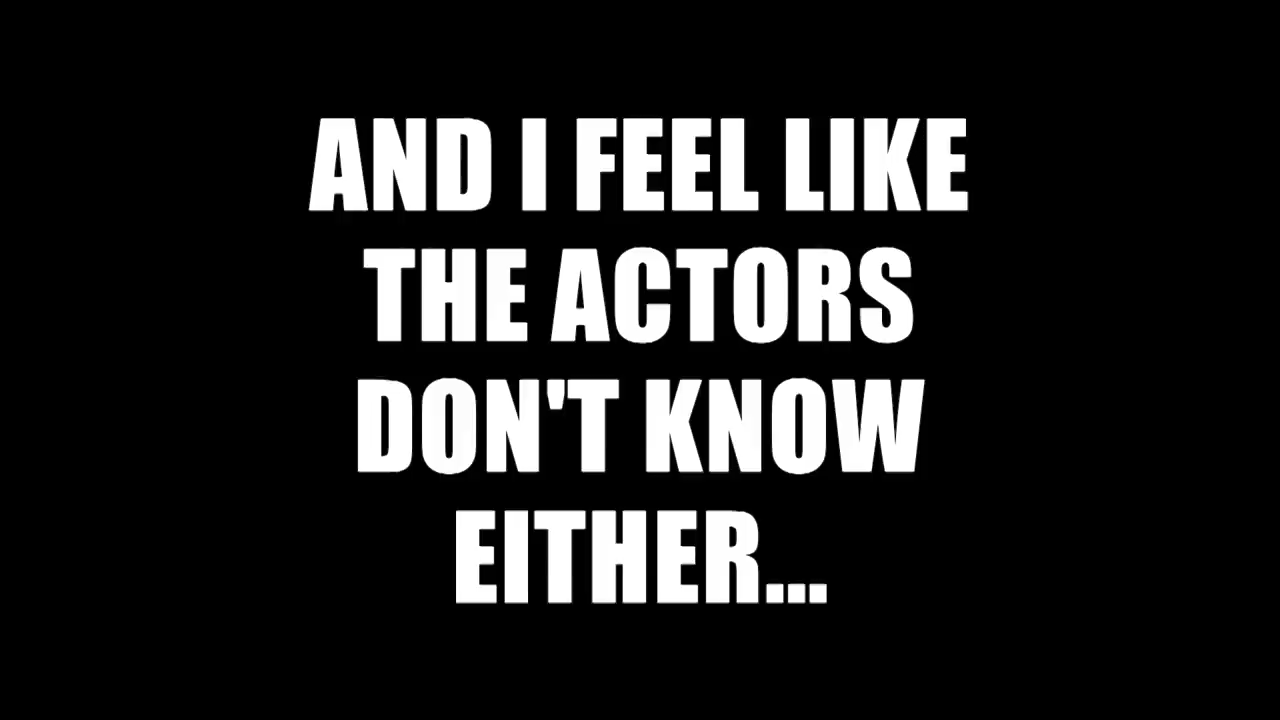 AND I FEEL LIKE
THE ACTORS
DON'T KNOW
EITHER...